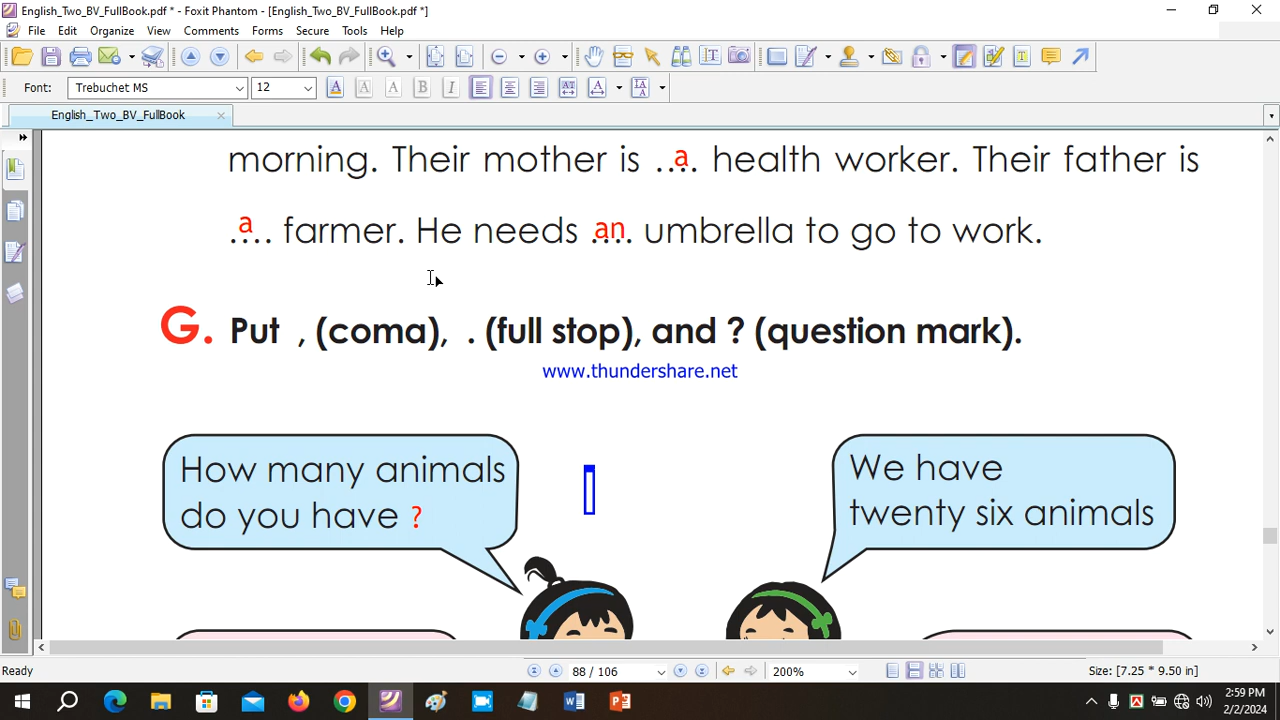 English_Two_BV_FullBook.pdf * - Foxit Phantom - [English_Two_BV_FullBook.pdf *]
File Edit Organize View Comments Forms Secure Tools Help
Font: Trebuchet MS 12
English_Two_BV_FullBook
morning. Their mother is .a. health worker. Their father is
a farmer. He needs an umbrella to go to work.
G. Put , (coma), . (full stop), and ? (question mark).
www.thundershare.net
How many animals
do you have ?
We have
twenty six animals
Ready 88 / 106 200% Size: [7.25 * 9.50 in]
2:59 PM
2/2/2024